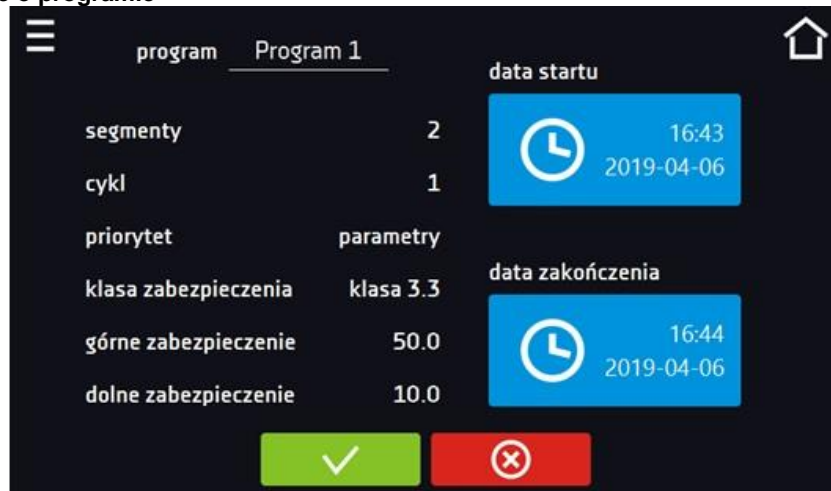 program Program 1
segmenty 2
cykl 1
priorytet parametry
klasa zabezpieczenia klasa 3.3
górne zabezpieczenie 50.0
dolne zabezpieczenie 10.0
data startu
16:43
2019-04-06
data zakończenia
16:44
2019-04-06